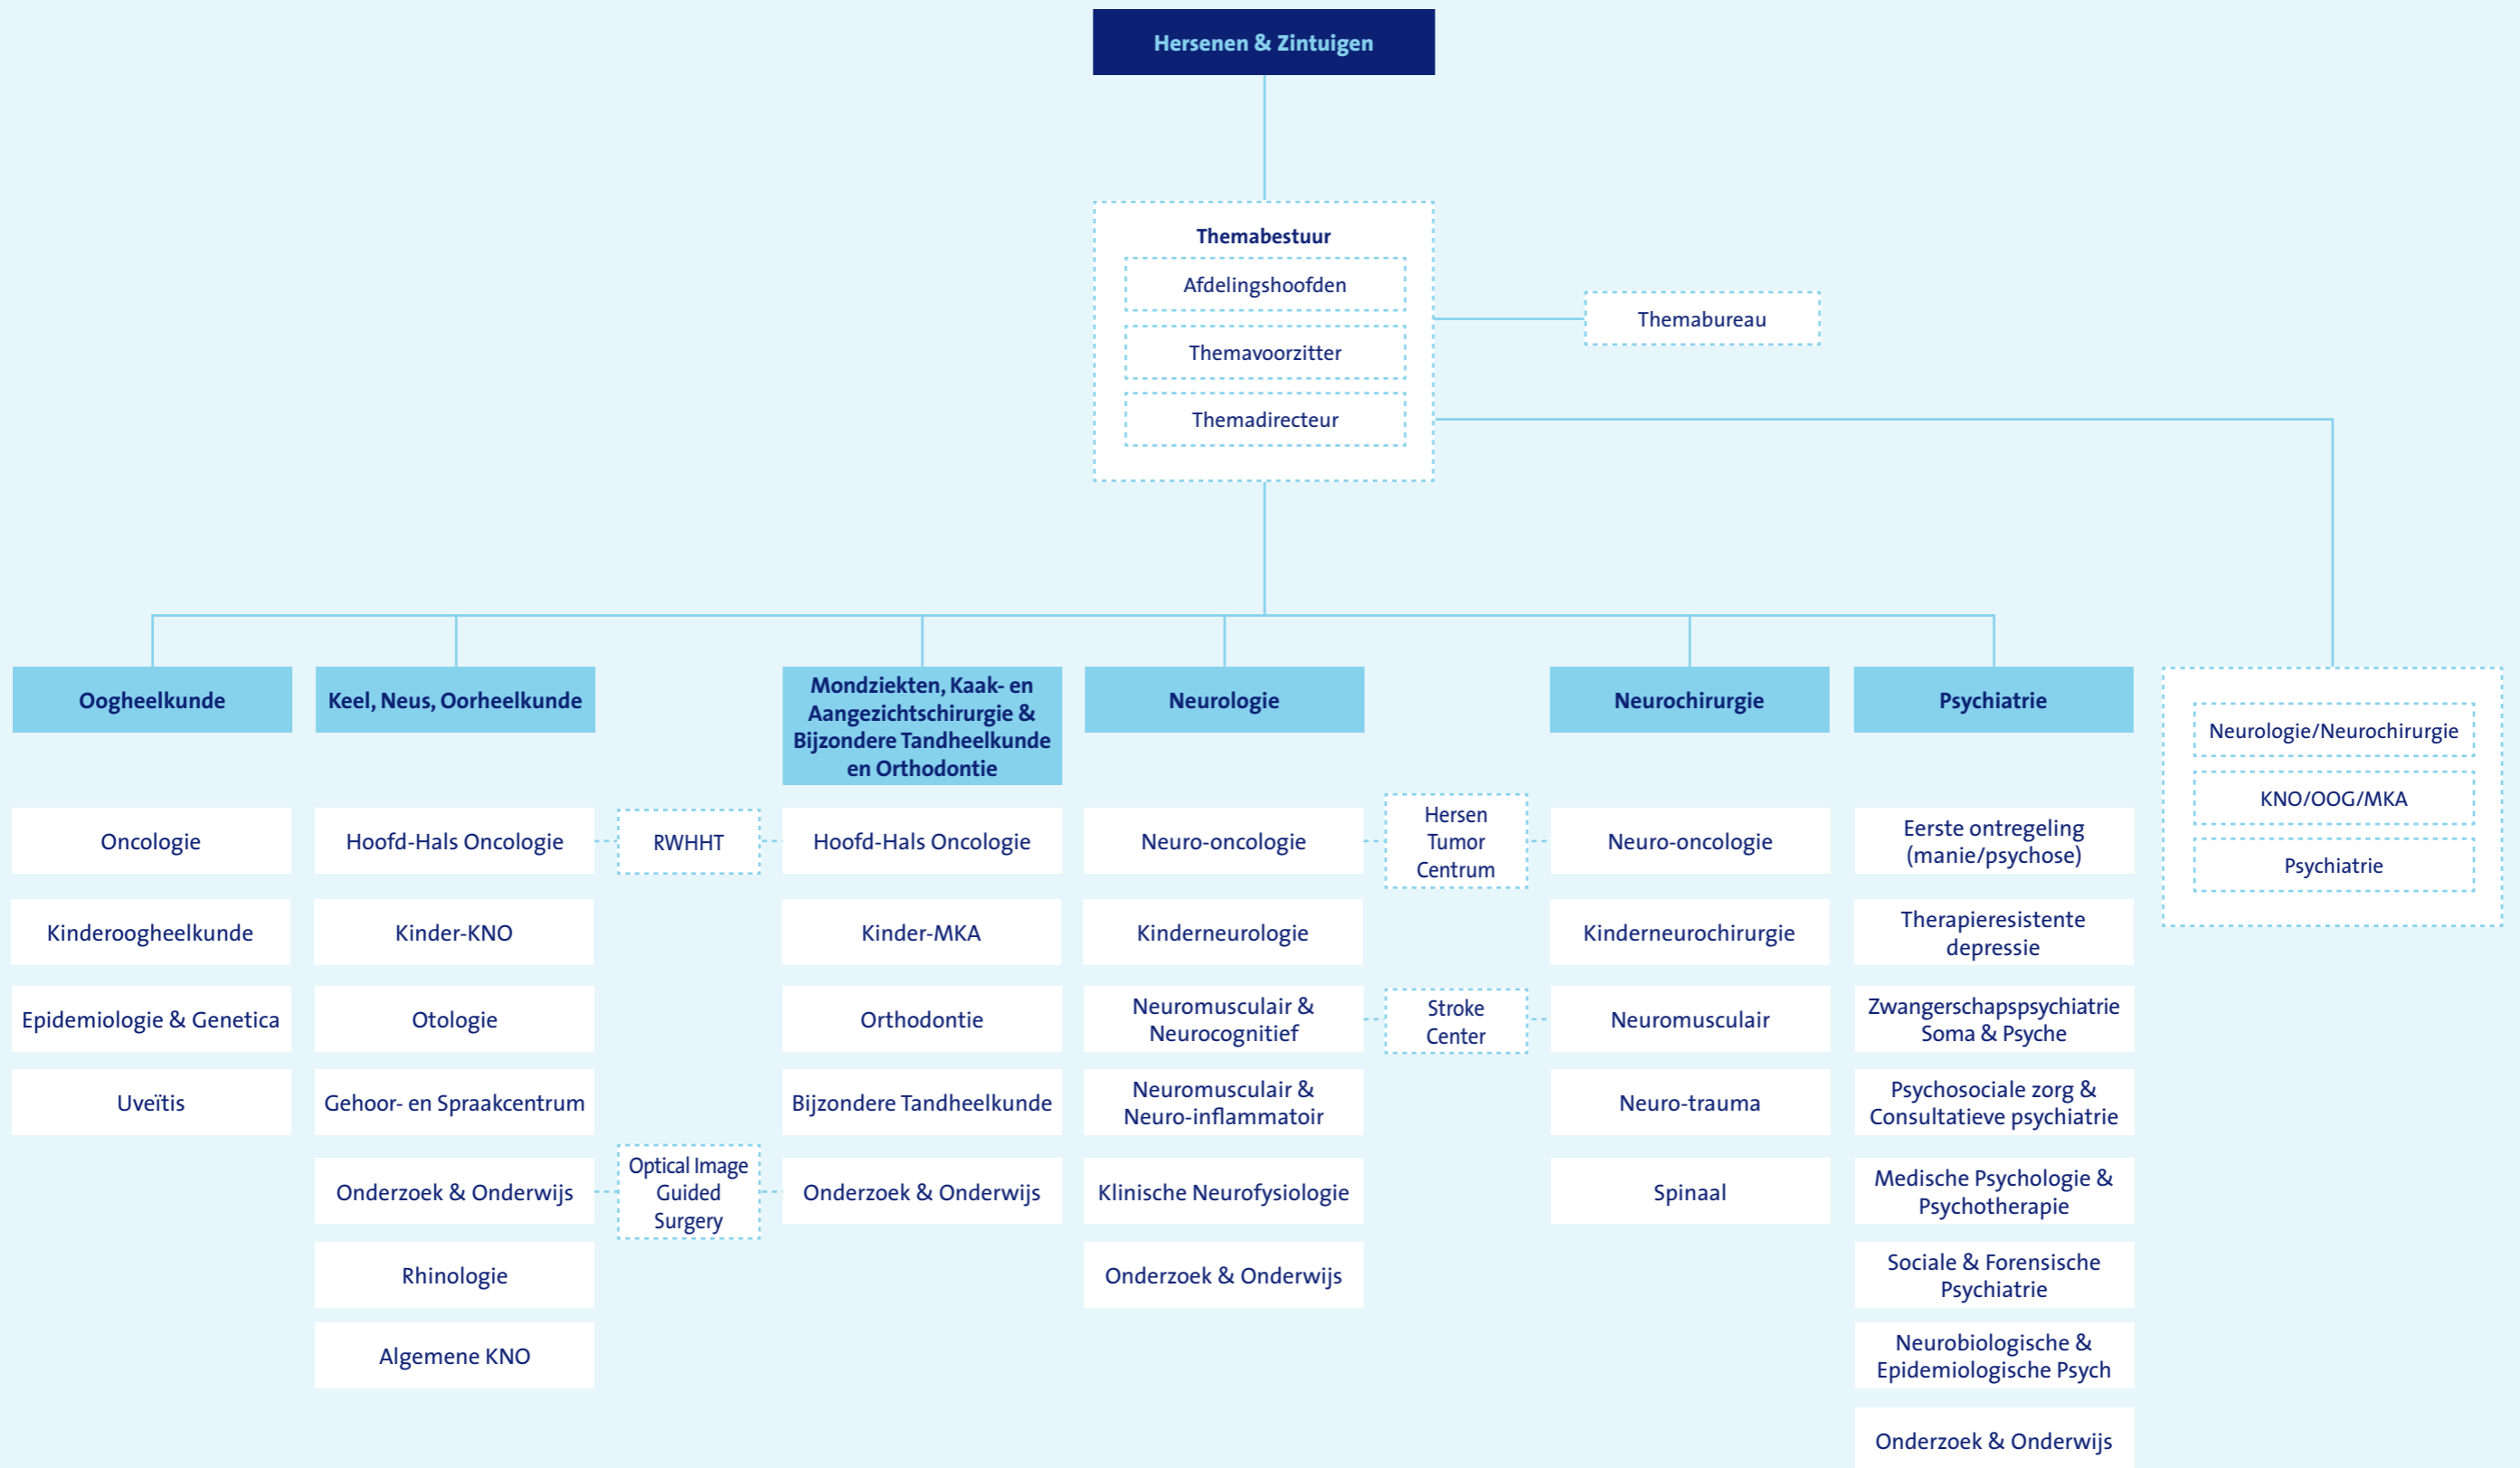 Hersenen & Zintuigen
Themabestuur
Afdelingshoofden
Themavoorzitter
Themadirecteur
Themabureau
Oogheelkunde
Oncologie
Kinderoogheelkunde
Epidemiologie & Genetica
Uveïtis
Keel, Neus, Oorheelkunde
Hoofd-Hals Oncologie
Kinder-KNO
Otologie
Gehoor- en Spraakcentrum
Onderzoek & Onderwijs
Rhinologie
Algemene KNO
RWHHT
Optical Image
Guided
Surgery
Mondziekten, Kaak- en
Aangezichtschirurgie &
Bijzondere Tandheelkunde
en Orthodontie
Hoofd-Hals Oncologie
Kinder-MKA
Orthodontie
Bijzondere Tandheelkunde
Onderzoek & Onderwijs
Neurologie
Neuro-oncologie
Kinderneurologie
Neuromusculair &
Neurocognitief
Neuromusculair &
Neuro-inflammatoir
Klinische Neurofysiologie
Onderzoek & Onderwijs
Hersen
Tumor
Centrum
Stroke
Center
Neurochirurgie
Neuro-oncologie
Kinderneurochirurgie
Neuromusculair
Neuro-trauma
Spinaal
Psychiatrie
Eerste ontregeling
(manie/psychose)
Therapieresistente
depressie
Zwangerschapspsychiatrie
Soma & Psyche
Psychosociale zorg &
Consultatieve psychiatrie
Medische Psychologie &
Psychotherapie
Sociale & Forensische
Psychiatrie
Neurobiologische &
Epidemiologische Psych
Onderzoek & Onderwijs
Neurologie/Neurochirurgie
KNO/OOG/MKA
Psychiatrie